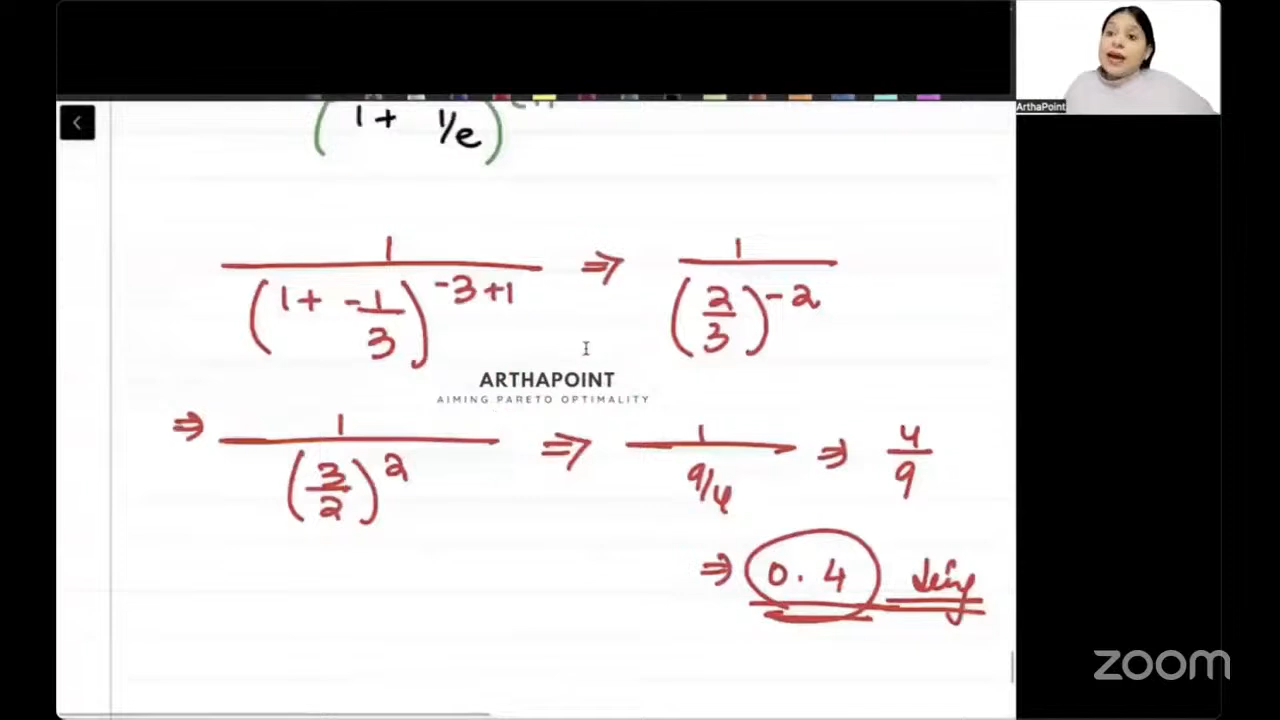 ArthaPoint
(1 + 1/e)
1 / (1 + -1/3)^(-3+1) ⇒ 1 / (2/3)^(-2)
ARTHAPOINT
AIMING PARETO OPTIMALITY
⇒ 1 / (3/2)^2 ⇒ 1 / 9/4 ⇒ 4/9
⇒ 0.4
zoom